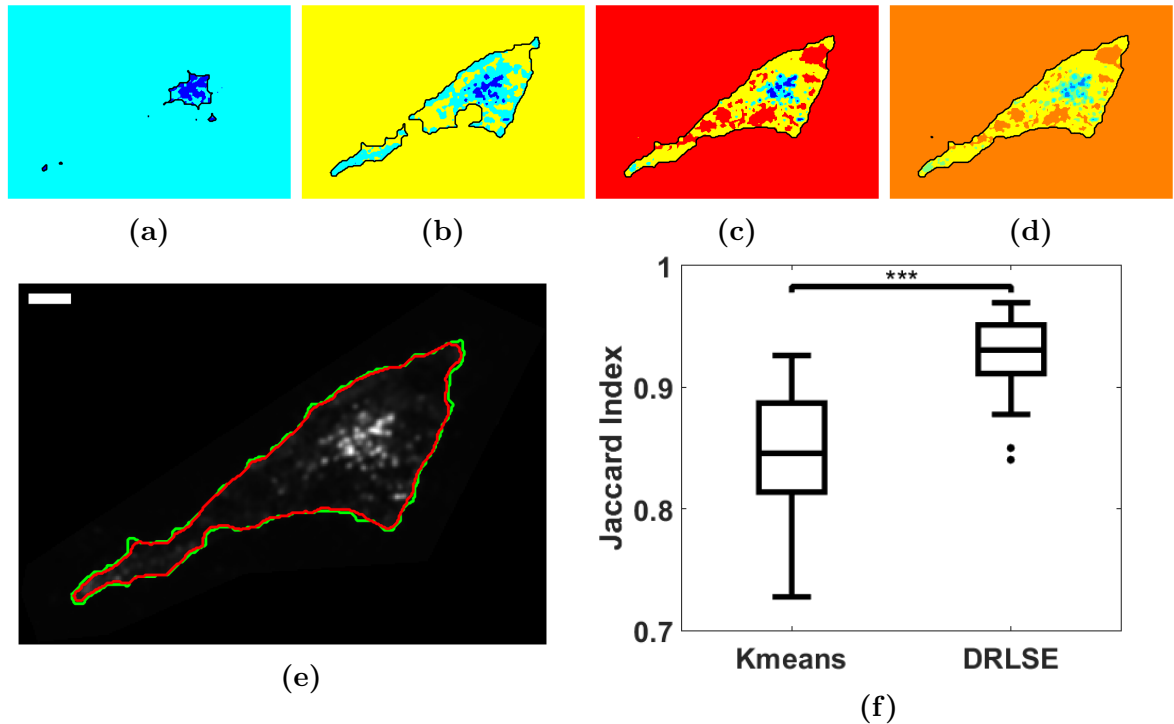 (a)
(b)
(c)
(d)
(e)
1
0.9
0.8
0.7
Jaccard Index
***
Kmeans
DRLSE
(f)